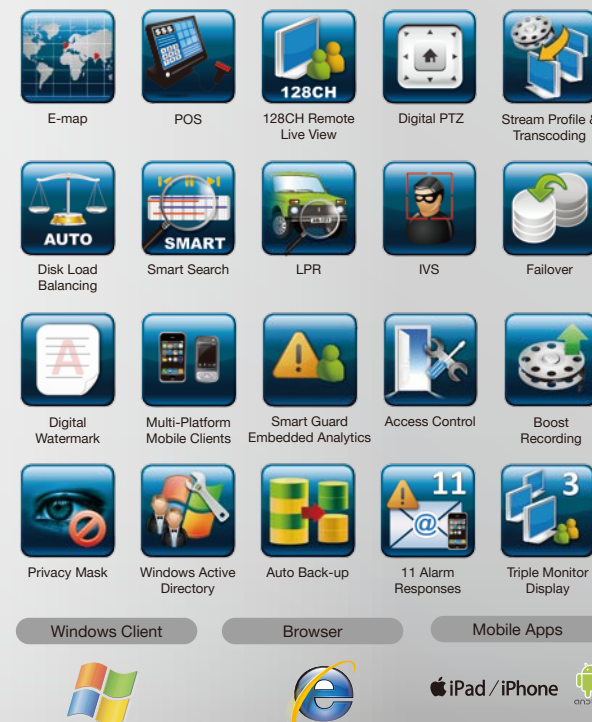 $$$
128CH
E-map
POS
128CH Remote
Live View
Digital PTZ
Stream Profile &
Transcoding
AUTO
SMART
Disk Load
Balancing
Smart Search
LPR
IVS
Failover
A
Digital
Watermark
Multi-Platform
Mobile Clients
Smart Guard
Embedded Analytics
Access Control
Boost
Recording
11
@
3
Privacy Mask
Windows Active
Directory
Auto Back-up
11 Alarm
Responses
Triple Monitor
Display
Windows Client
Browser
Mobile Apps
iPad / iPhone